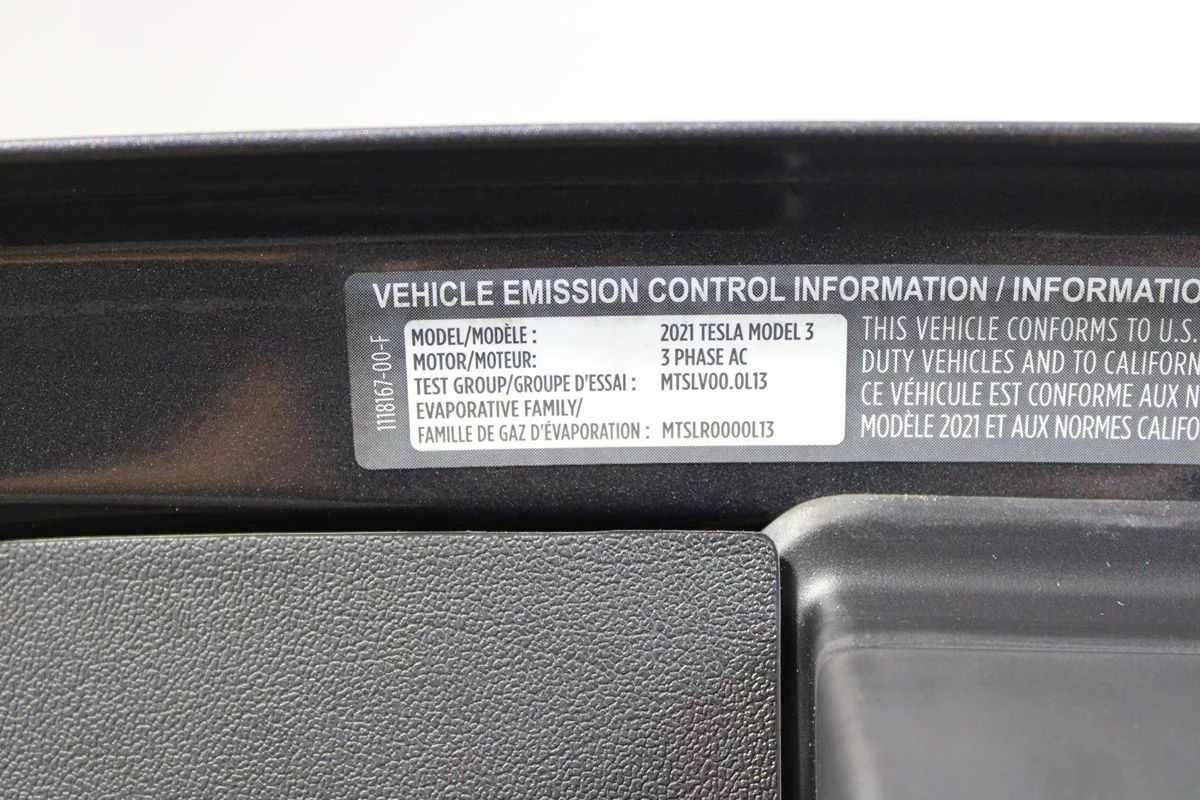 VEHICLE EMISSION CONTROL INFORMATION / INFORMATIO
1118167-00-F
MODEL/MODÈLE : 2021 TESLA MODEL 3
MOTOR/MOTEUR: 3 PHASE AC
TEST GROUP/GROUPE D'ESSAI : MTSLV00.0L13
EVAPORATIVE FAMILY/
FAMILLE DE GAZ D'ÉVAPORATION : MTSLR0000L13
THIS VEHICLE CONFORMS TO U.S.
DUTY VEHICLES AND TO CALIFORN
CE VÉHICULE EST CONFORME AUX N
MODÈLE 2021 ET AUX NORMES CALIFO